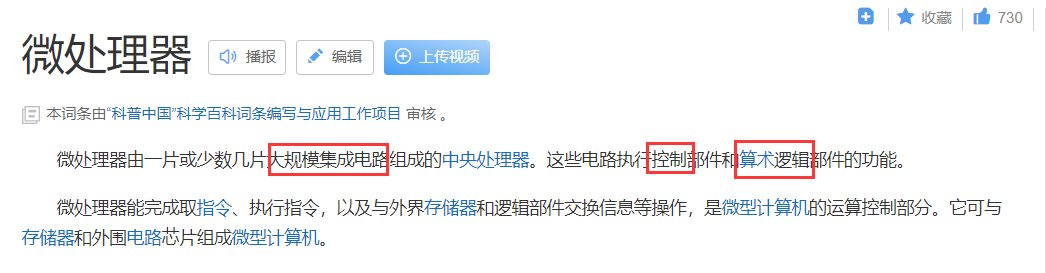 收藏 730
微处理器 播报 编辑 上传视频
本词条由“科普中国”科学百科词条编写与应用工作项目 审核 。
微处理器由一片或少数几片大规模集成电路组成的中央处理器。这些电路执行控制部件和算术逻辑部件的功能。
微处理器能完成取指令、执行指令，以及与外界存储器和逻辑部件交换信息等操作，是微型计算机的运算控制部分。它可与
存储器和外围电路芯片组成微型计算机。